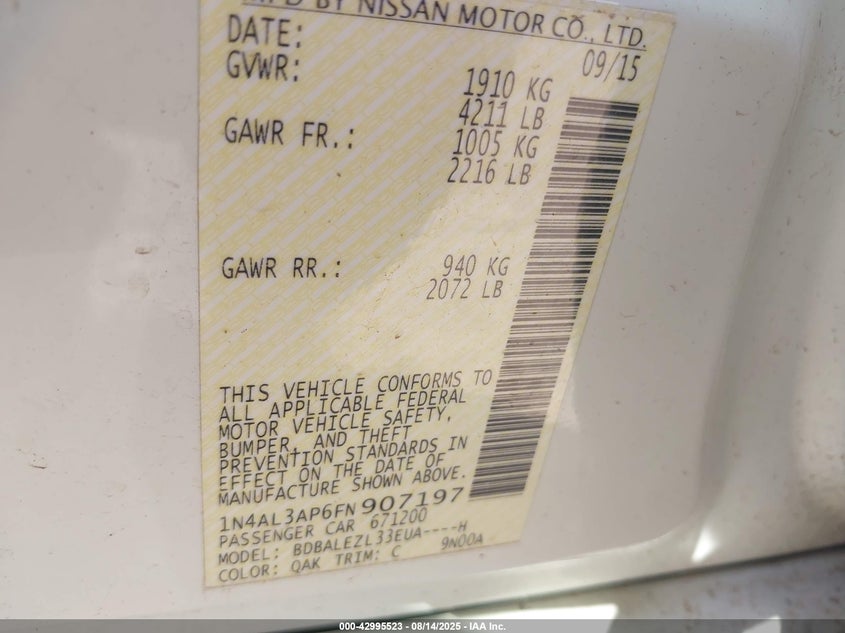 MFD BY NISSAN MOTOR CO., LTD.
DATE: 09/15
GVWR: 1910 KG
4211 LB
GAWR FR.: 1005 KG
2216 LB
GAWR RR.: 940 KG
2072 LB
THIS VEHICLE CONFORMS TO
ALL APPLICABLE FEDERAL
MOTOR VEHICLE SAFETY,
BUMPER, AND THEFT
PREVENTION STANDARDS IN
EFFECT ON THE DATE OF
MANUFACTURE SHOWN ABOVE.
1N4AL3AP6FN907197
PASSENGER CAR 671200
MODEL: BDBALEZL33EUA----H
COLOR: QAK TRIM: C 9N00A
000-42995523 - 08/14/2025 - IAA Inc.